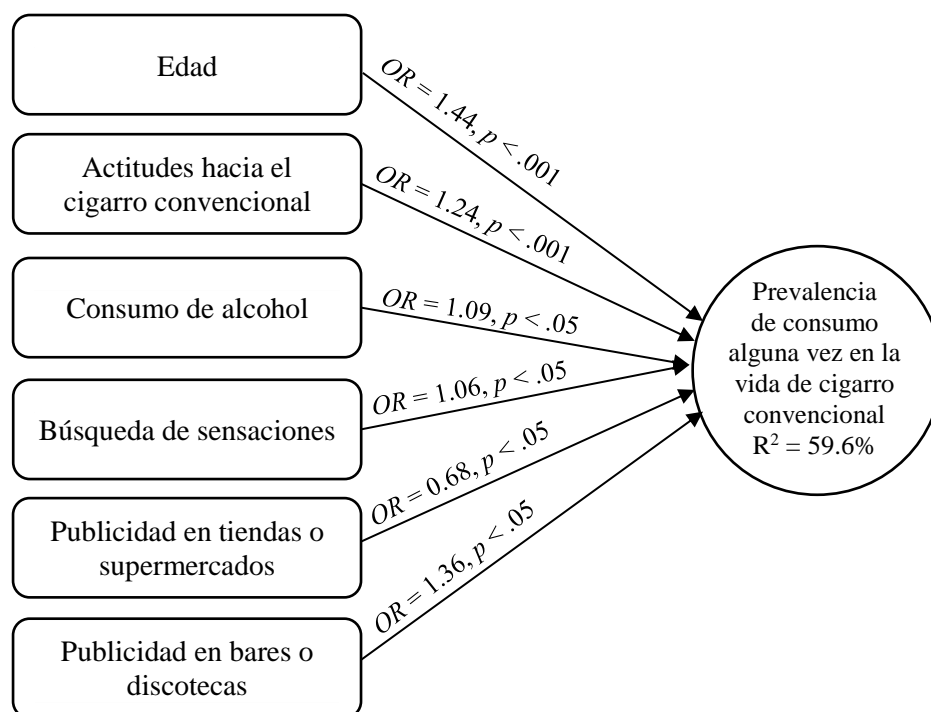 Edad
OR = 1.44, p < .001
Actitudes hacia el
cigarro convencional
OR = 1.24, p < .001
Consumo de alcohol
OR = 1.09, p < .05
Búsqueda de sensaciones
OR = 1.06, p < .05
Publicidad en tiendas o
supermercados
OR = 0.68, p < .05
Publicidad en bares o
discotecas
OR = 1.36, p < .05
Prevalencia
de consumo
alguna vez en la
vida de cigarro
convencional
R² = 59.6%